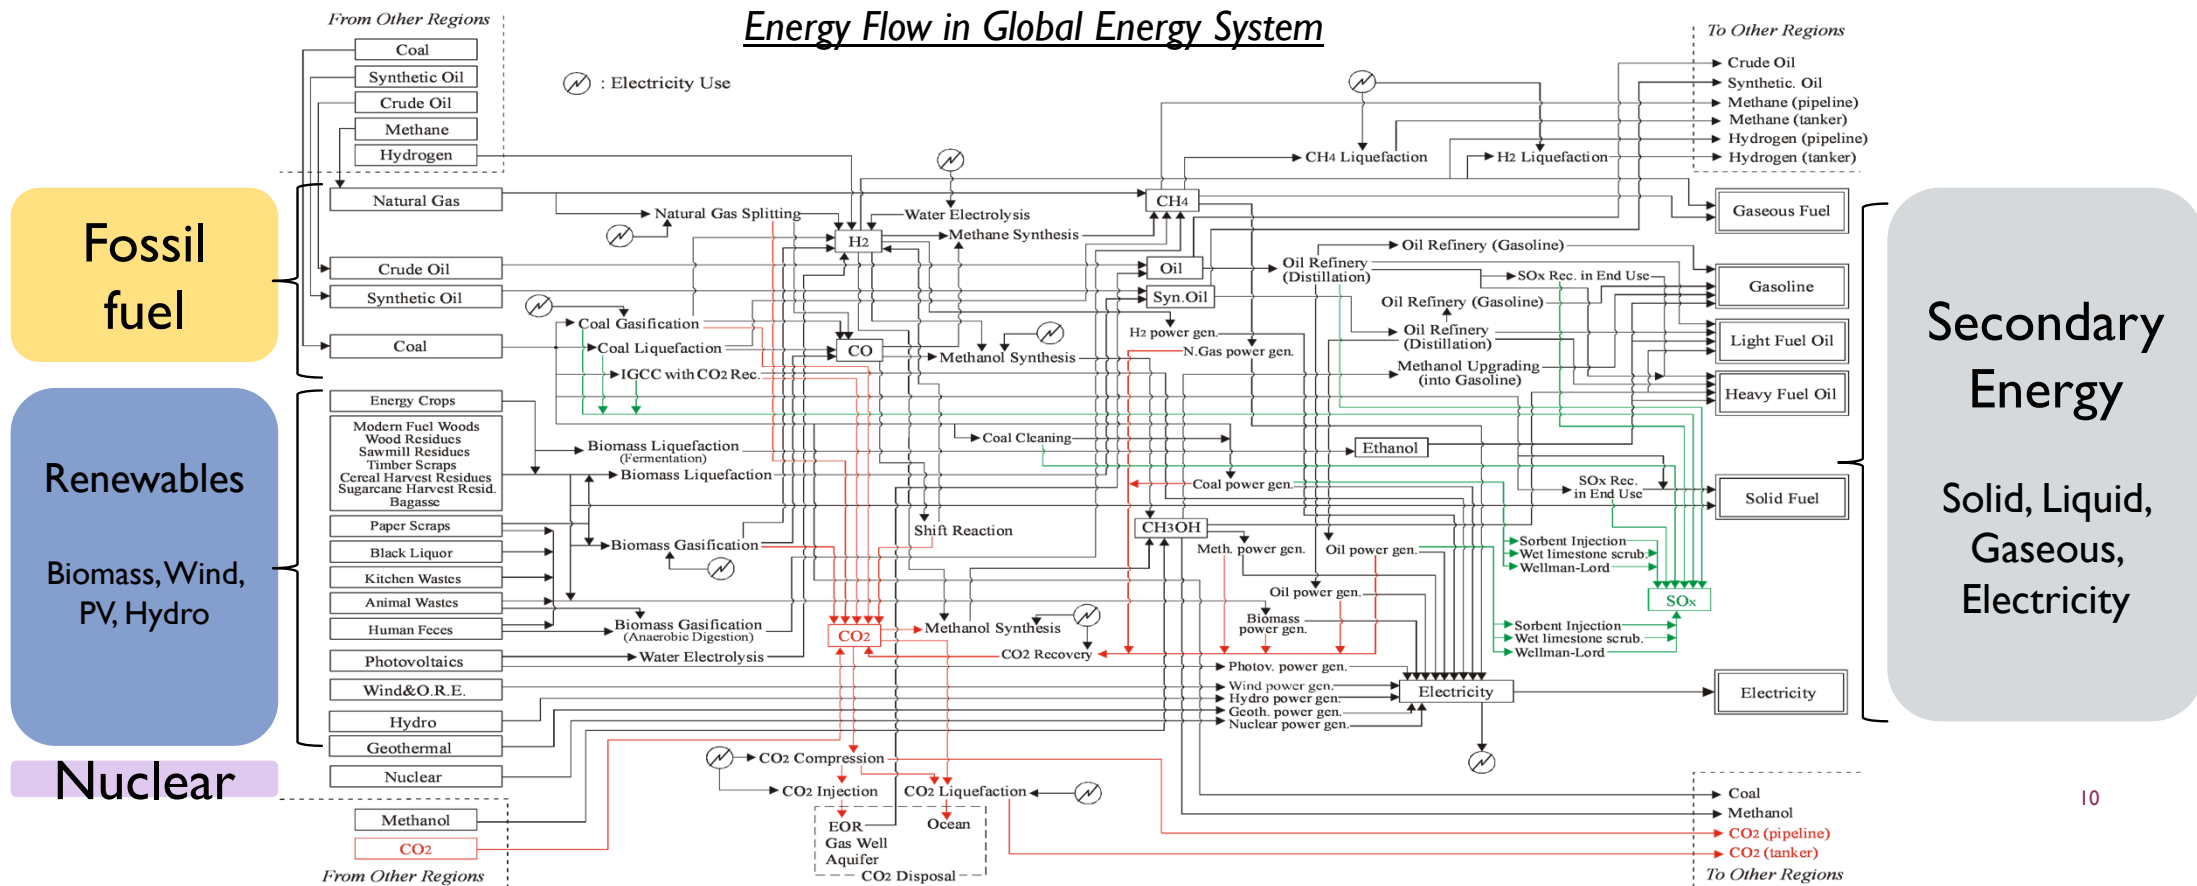 Energy Flow in Global Energy System
From Other Regions
Coal
Synthetic Oil
Crude Oil
Methane
Hydrogen
: Electricity Use
To Other Regions
Crude Oil
Synthetic. Oil
Methane (pipeline)
Methane (tanker)
Hydrogen (pipeline)
Hydrogen (tanker)
CH4 Liquefaction
H2 Liquefaction
Fossil
fuel
Renewables
Biomass, Wind,
PV, Hydro
Nuclear
Natural Gas
Crude Oil
Synthetic Oil
Coal
Energy Crops
Modern Fuel Woods
Wood Residues
Sawmill Residues
Timber Scraps
Cereal Harvest Residues
Sugarcane Harvest Resid.
Bagasse
Paper Scraps
Black Liquor
Kitchen Wastes
Animal Wastes
Human Feces
Photovoltaics
Wind&O.R.E.
Hydro
Geothermal
Nuclear
Methanol
CO2
From Other Regions
Natural Gas Splitting
Water Electrolysis
Methane Synthesis
H2
CH4
Oil
Syn.Oil
Coal Gasification
Coal Liquefaction
CO
Methanol Synthesis
IGCC with CO2 Rec.
H2 power gen.
N.Gas power gen.
Oil Refinery
(Distillation)
Oil Refinery (Gasoline)
SOx Rec. in End Use
Oil Refinery (Gasoline)
Oil Refinery
(Distillation)
Methanol Upgrading
(into Gasoline)
Biomass Liquefaction
(Fermentation)
Biomass Liquefaction
Coal Cleaning
Ethanol
Coal power gen.
SOx Rec.
in End Use
Shift Reaction
CH3OH
Biomass Gasification
Meth. power gen.
Oil power gen.
Sorbent Injection
Wet limestone scrub.
Wellman-Lord
Oil power gen.
SOx
Biomass Gasification
(Anaerobic Digestion)
CO2
Methanol Synthesis
Biomass
power gen.
Sorbent Injection
Wet limestone scrub.
Wellman-Lord
Water Electrolysis
CO2 Recovery
Photov. power gen.
Wind power gen.
Hydro power gen.
Geoth. power gen.
Nuclear power gen.
Electricity
CO2 Compression
CO2 Injection
CO2 Liquefaction
EOR
Gas Well
Aquifer
Ocean
CO2 Disposal
Gaseous Fuel
Gasoline
Light Fuel Oil
Heavy Fuel Oil
Solid Fuel
Electricity
Secondary
Energy
Solid, Liquid,
Gaseous,
Electricity
Coal
Methanol
CO2 (pipeline)
CO2 (tanker)
To Other Regions
10